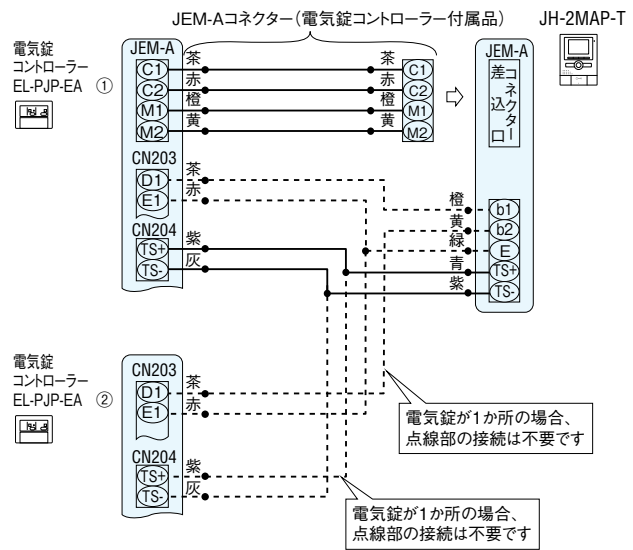 JEM-Aコネクター(電気錠コントローラー付属品)
JH-2MAP-T
電気錠
コントローラー
EL-PJP-EA ①
JEM-A
C1 茶 茶 C1
C2 赤 赤 C2
M1 橙 橙 M1
M2 黄 黄 M2
JEM-A
コネクター
差込口
CN203
D1 茶
E1 赤
CN204
TS+ 紫
TS- 灰
橙 b1
黄 b2
緑 E
青 TS+
紫 TS-
電気錠
コントローラー
EL-PJP-EA ②
CN203
D1 茶
E1 赤
CN204
TS+ 紫
TS- 灰
電気錠が1か所の場合、
点線部の接続は不要です
電気錠が1か所の場合、
点線部の接続は不要です